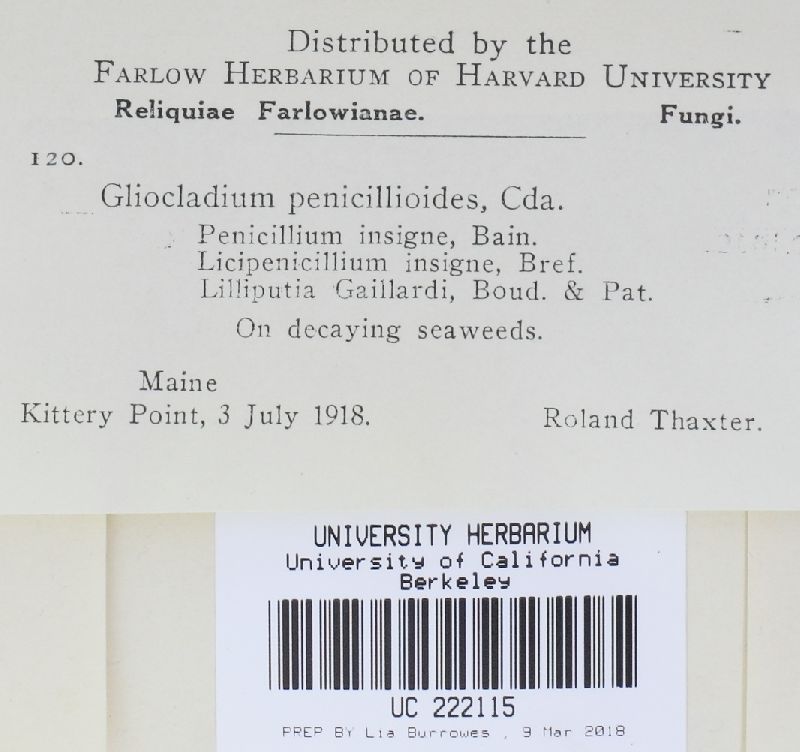 Distributed by the
FARLOW HERBARIUM OF HARVARD UNIVERSITY
Reliquiae Farlowianae. Fungi.
120.
Gliocladium penicillioides, Cda.
Penicillium insigne, Bain.
Licipenicillium insigne, Bref.
Lilliputia Gaillardi, Boud. & Pat.
On decaying seaweeds.
Maine
Kittery Point, 3 July 1918. Roland Thaxter.
UNIVERSITY HERBARIUM
University of California
Berkeley
UC 222115
PREP BY Lia Burrowes , 9 Mar 2018